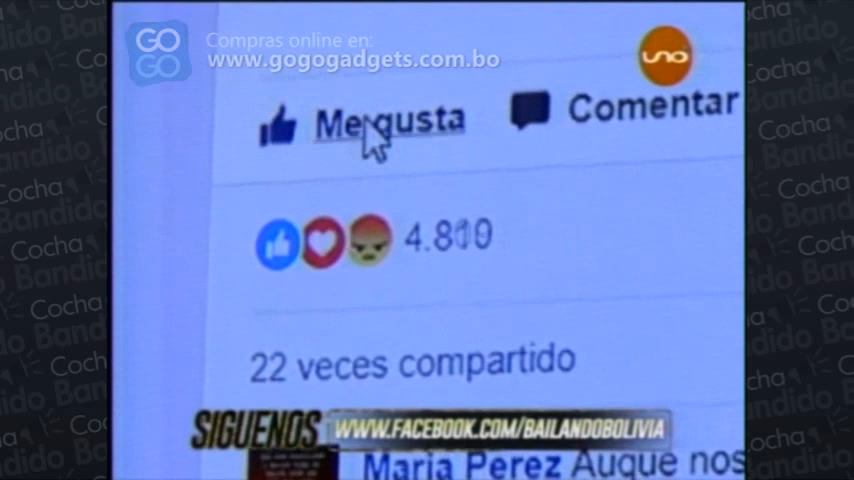 GO
GO
Compras online en:
www.gogogadgets.com.bo
uno
Me gusta
Comentar
22 veces compartido
SIGUENOS
WWW.FACEBOOK.COM/BAILANDOBOLIVIA
Maria Perez Auque nos
Cocha
Bandido